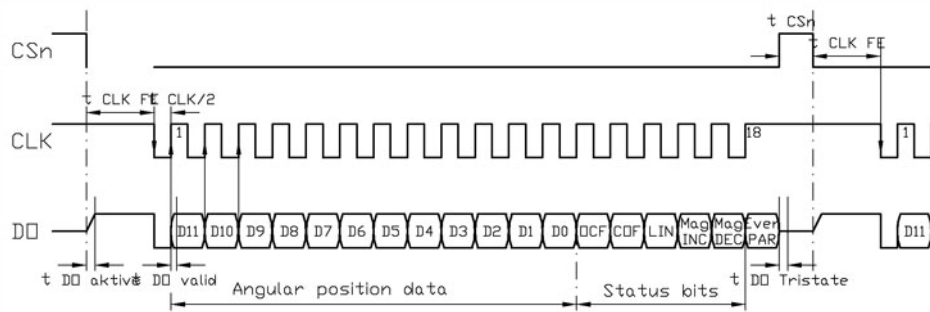 t CSn
CSn
t CLK FE
t CLK FE t CLK/2
CLK
1
18
1
DO
D11 D10 D9 D8 D7 D6 D5 D4 D3 D2 D1 D0 OCF COF LIN Mag INC Mag DEC Ever PAR
D11
t DO aktive t DO valid
t DO Tristate
Angular position data
Status bits